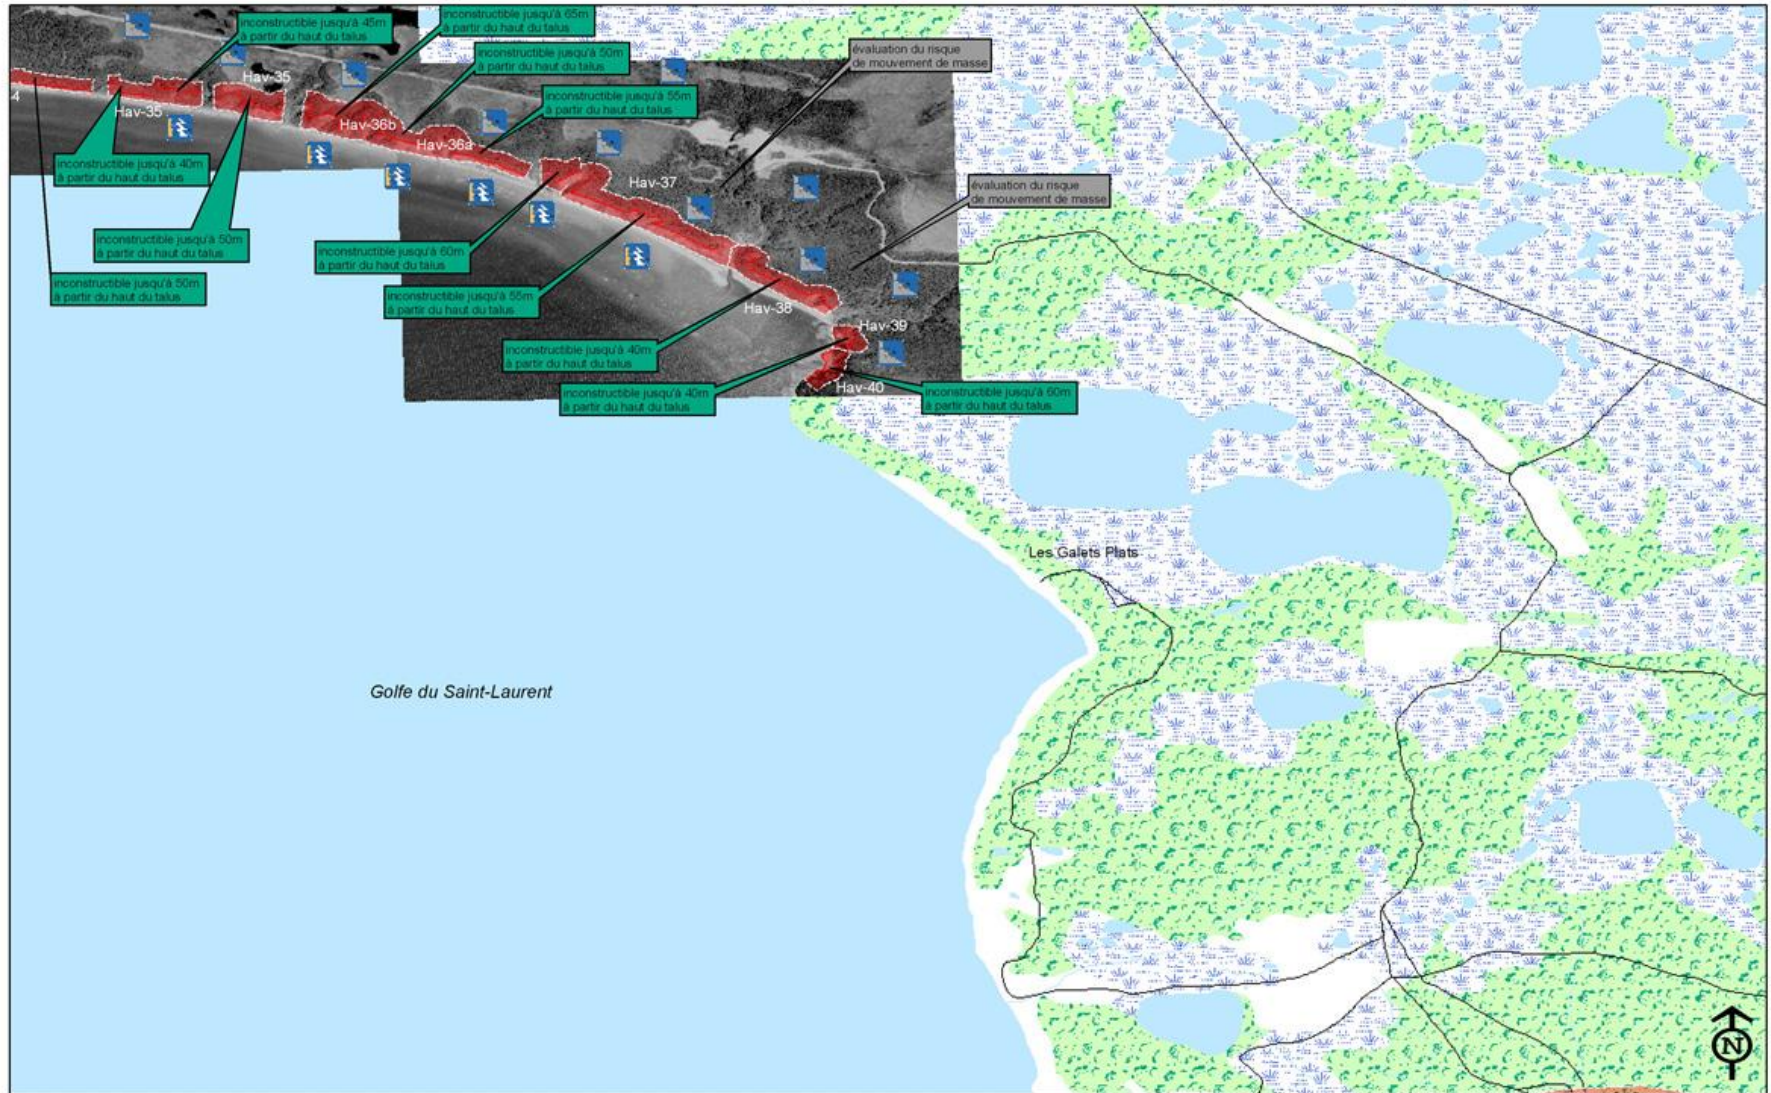 inconstructible jusqu'à 45m
à partir du haut du talus
inconstructible jusqu'à 65m
à partir du haut du talus
inconstructible jusqu'à 50m
à partir du haut du talus
évaluation du risque
de mouvement de masse
inconstructible jusqu'à 55m
à partir du haut du talus
4
Hav-35
Hav-35
Hav-36b
Hav-36a
inconstructible jusqu'à 40m
à partir du haut du talus
Hav-37
évaluation du risque
de mouvement de masse
inconstructible jusqu'à 50m
à partir du haut du talus
inconstructible jusqu'à 60m
à partir du haut du talus
inconstructible jusqu'à 50m
à partir du haut du talus
inconstructible jusqu'à 55m
à partir du haut du talus
Hav-38
Hav-39
inconstructible jusqu'à 40m
à partir du haut du talus
inconstructible jusqu'à 40m
à partir du haut du talus
Hav-40
inconstructible jusqu'à 60m
à partir du haut du talus
Les Galets Plats
Golfe du Saint-Laurent
N